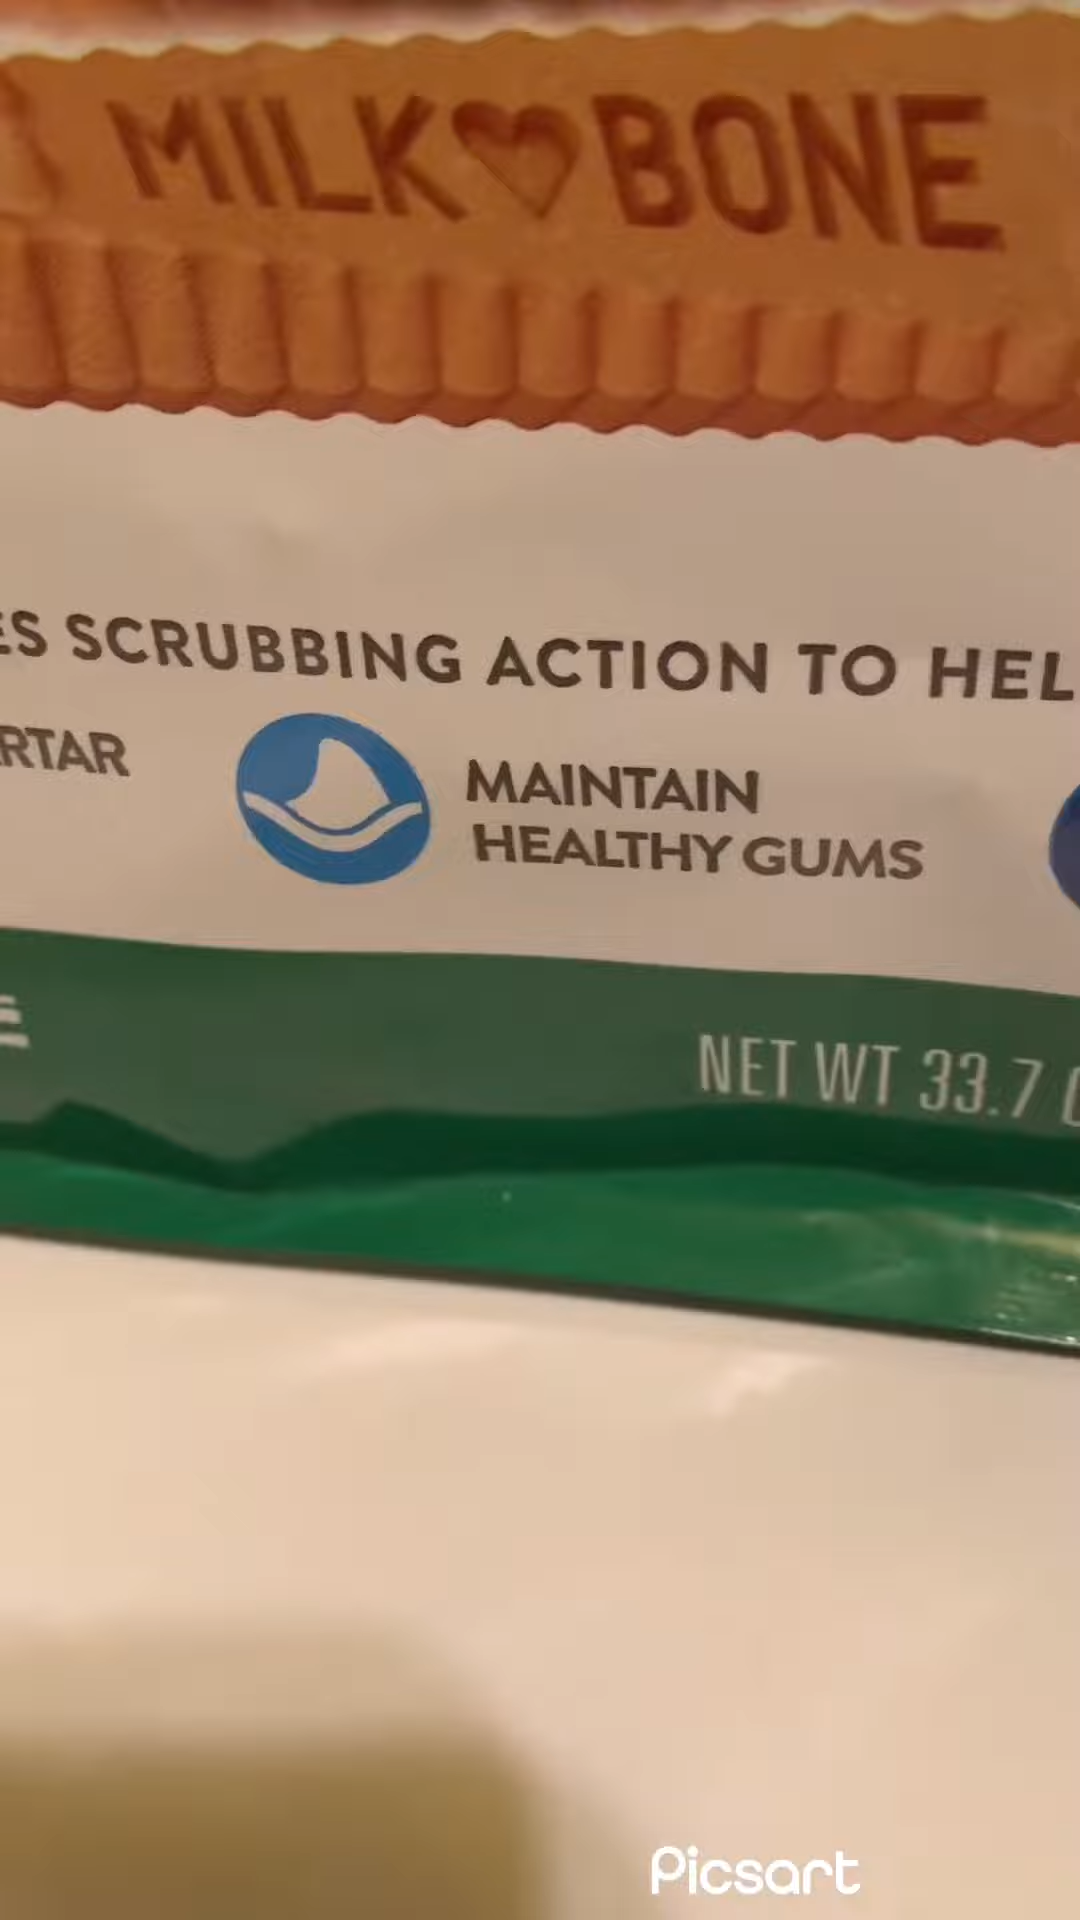 MILK BONE
ES SCRUBBING ACTION TO HEL
RTAR
MAINTAIN
HEALTHY GUMS
E
NET WT 33.7
Picsart